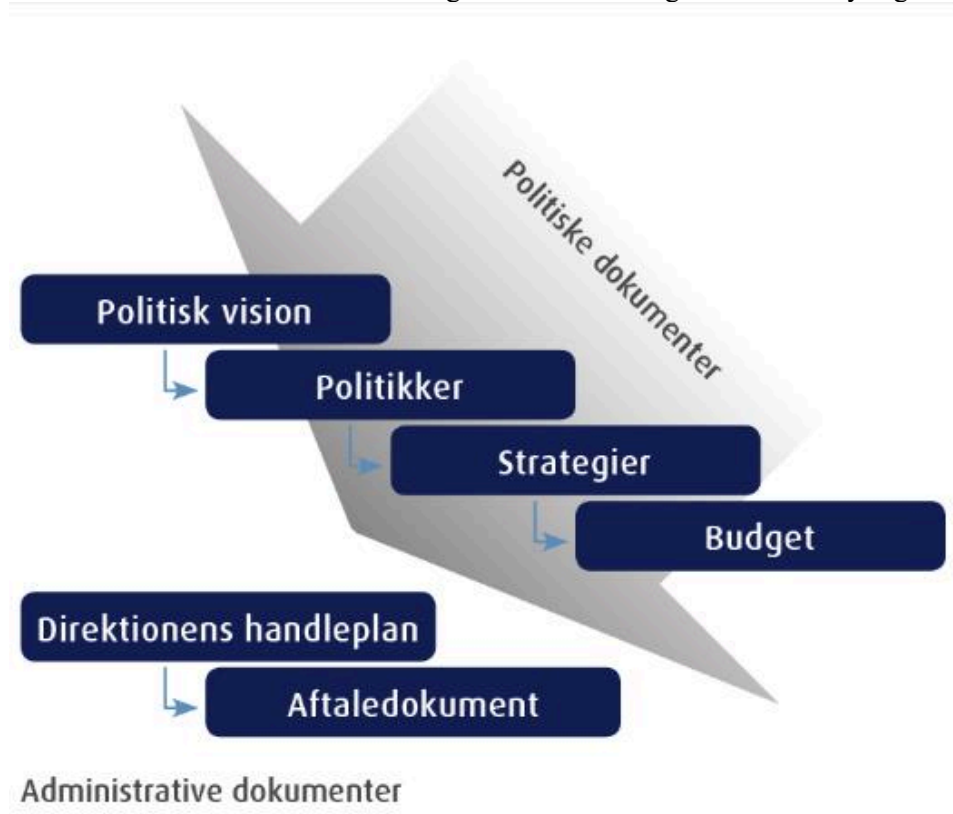 Politiske dokumenter
Politisk vision
Politikker
Strategier
Budget
Direktionens handleplan
Aftaledokument
Administrative dokumenter